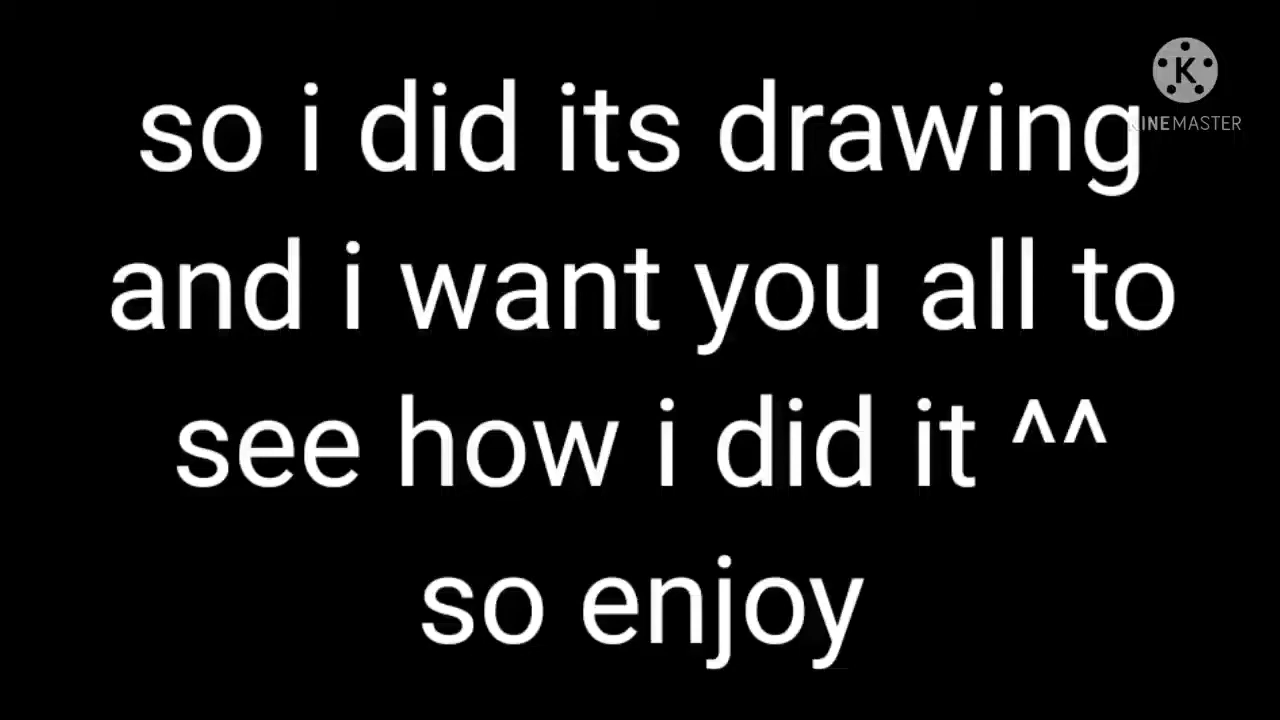 so i did its drawing
KINEMASTER
and i want you all to
see how i did it ^^
so enjoy